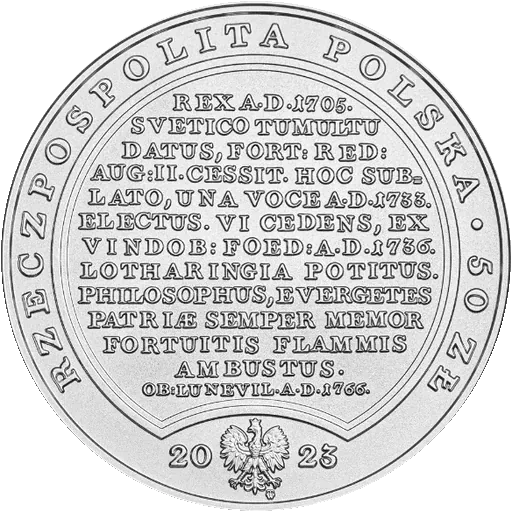 RZECZPOSPOLITA POLSKA · 50 ZŁ
REX A.D. 1705.
SVETICO TUMULTU
DATUS, FORT: RED:
AUG: II. CESSIT. HOC SUB=
LATO, UNA VOCE A.D. 1733.
ELECTUS. VI CEDENS, EX
VINDOB: FOED: A.D. 1736.
LOTHARINGIA POTITUS.
PHILOSOPHUS, EVERGETES
PATRIÆ SEMPER MEMOR
FORTUITIS FLAMMIS
AMBUSTUS.
OB: LUNEVIL. A.D. 1766.
20 23